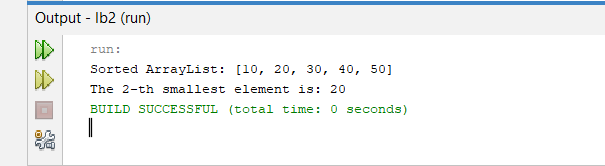 Output - lb2 (run)
run:
Sorted ArrayList: [10, 20, 30, 40, 50]
The 2-th smallest element is: 20
BUILD SUCCESSFUL (total time: 0 seconds)